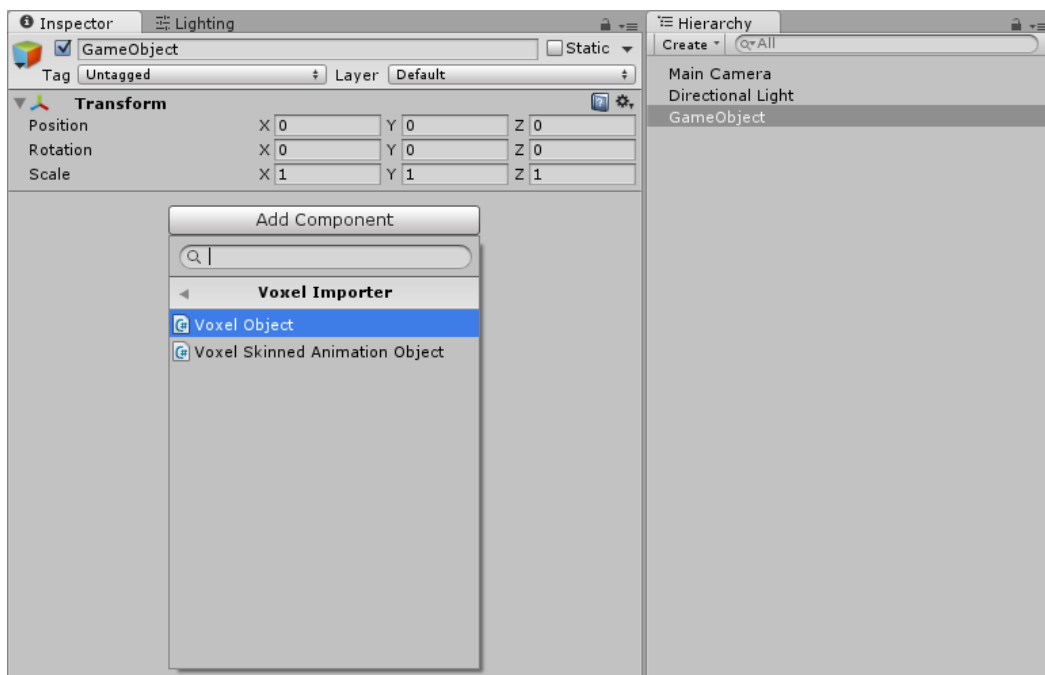 Inspector
Lighting
GameObject
Static
Tag Untagged Layer Default
Transform
Position X 0 Y 0 Z 0
Rotation X 0 Y 0 Z 0
Scale X 1 Y 1 Z 1
Add Component
Voxel Importer
Voxel Object
Voxel Skinned Animation Object
Hierarchy
Create All
Main Camera
Directional Light
GameObject